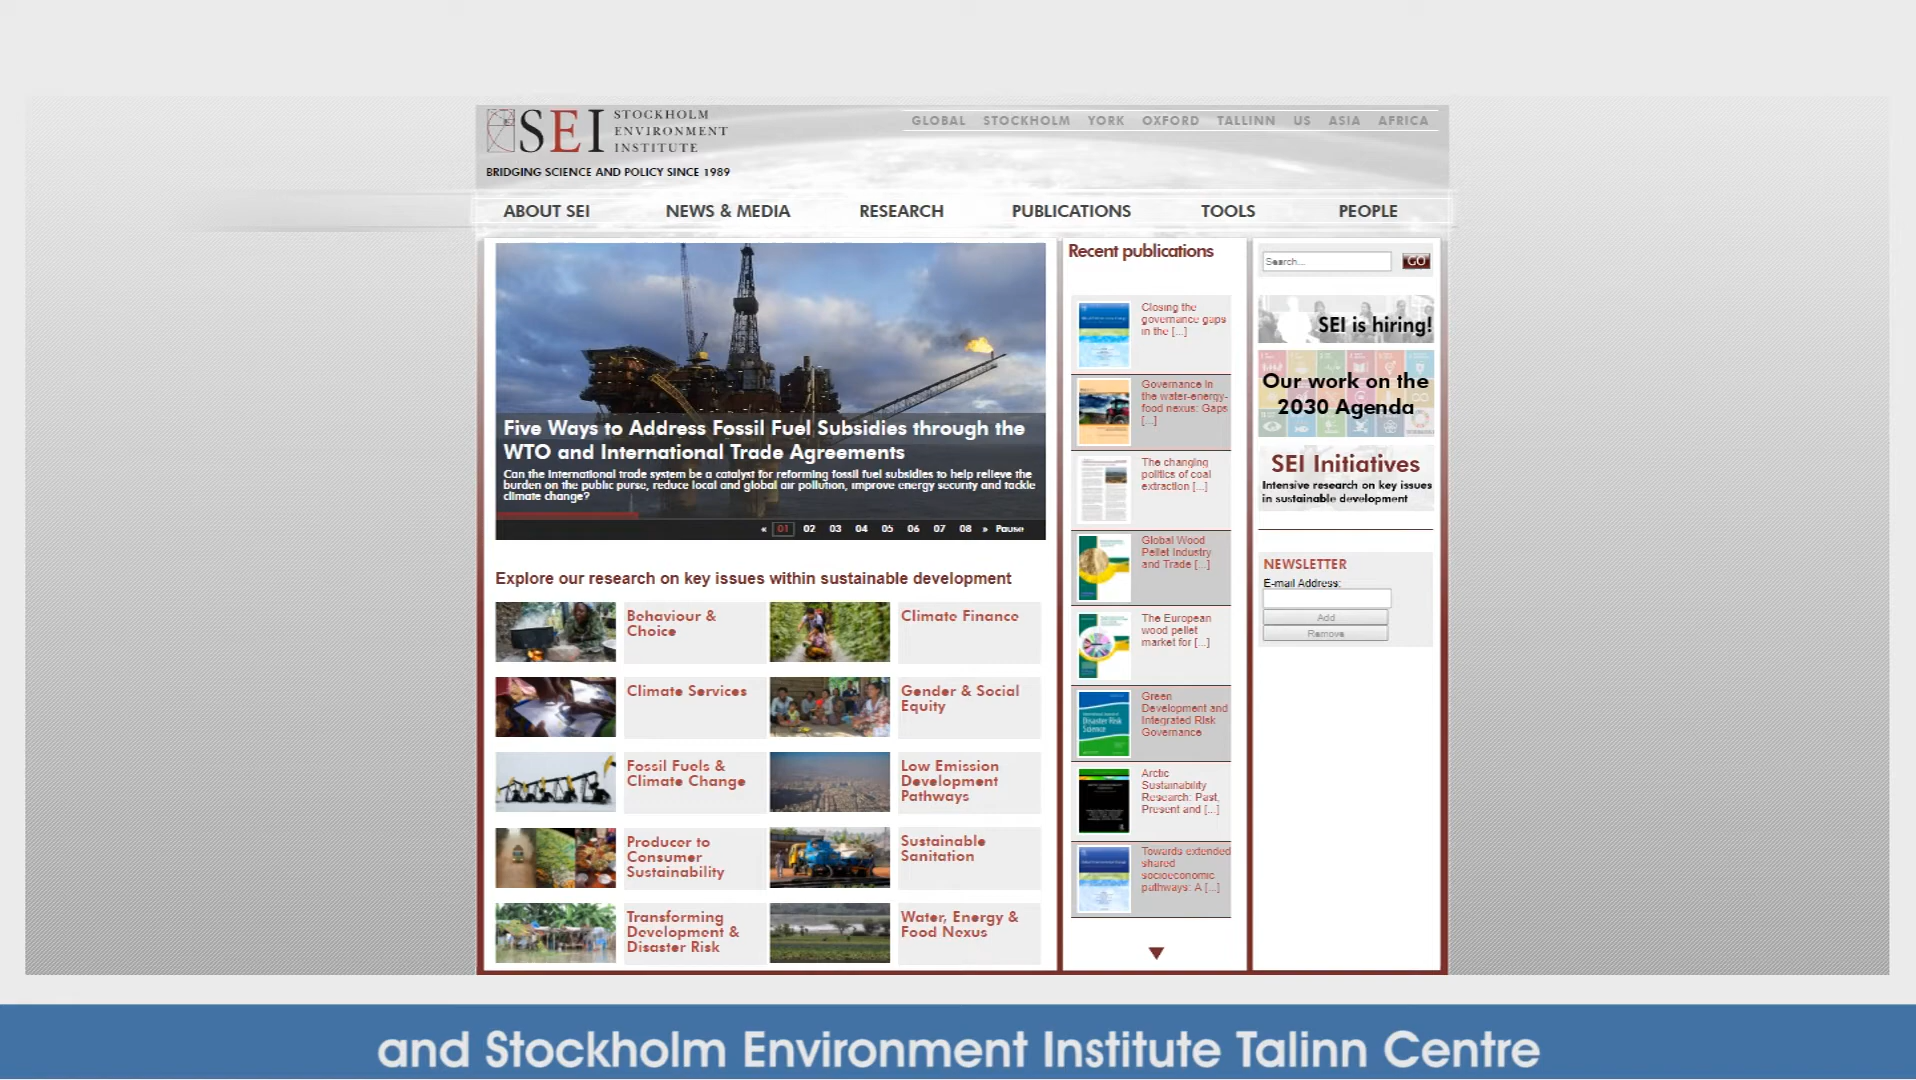 SEI
STOCKHOLM
ENVIRONMENT
INSTITUTE
BRIDGING SCIENCE AND POLICY SINCE 1989
GLOBAL STOCKHOLM YORK OXFORD TALLINN US ASIA AFRICA
ABOUT SEI NEWS & MEDIA RESEARCH PUBLICATIONS TOOLS PEOPLE
Five Ways to Address Fossil Fuel Subsidies through the
WTO and International Trade Agreements
Can the international trade system be a catalyst for reforming fossil fuel subsidies to help relieve the
burden on the public purse, reduce local and global air pollution, improve energy security and tackle
climate change?
« 01 02 03 04 05 06 07 08 » Pause
Explore our research on key issues within sustainable development
Behaviour &
Choice
Climate Finance
Climate Services
Gender & Social
Equity
Fossil Fuels &
Climate Change
Low Emission
Development
Pathways
Producer to
Consumer
Sustainability
Sustainable
Sanitation
Transforming
Development &
Disaster Risk
Water, Energy &
Food Nexus
Recent publications
Closing the
governance gaps
in the [...]
Governance in
the water-energy-
food nexus: Gaps
[...]
The changing
politics of coal
extraction [...]
Global Wood
Pellet Industry
and Trade [...]
The European
wood pellet
market for [...]
Green
Development and
Integrated Risk
Governance
Disaster Risk
Science
Arctic
Sustainability
Research: Past,
Present and [...]
Towards extended
shared
socioeconomic
pathways: A [...]
Search...
GO
SEI is hiring!
Our work on the
2030 Agenda
SEI Initiatives
Intensive research on key issues
in sustainable development
NEWSLETTER
E-mail Address:
Add
Remove
and Stockholm Environment Institute Talinn Centre